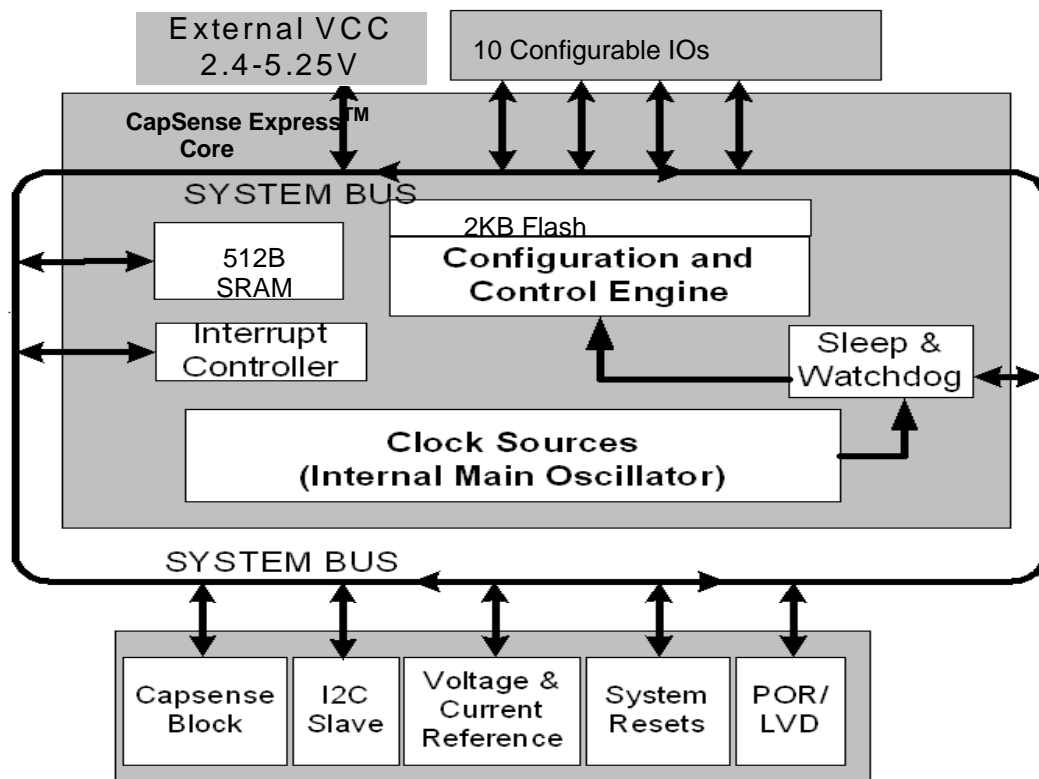 External VCC
2.4-5.25V
10 Configurable IOs
CapSense Express™
Core
SYSTEM BUS
2KB Flash
Configuration and
Control Engine
512B
SRAM
Interrupt
Controller
Sleep &
Watchdog
Clock Sources
(Internal Main Oscillator)
SYSTEM BUS
Capsense
Block
I2C
Slave
Voltage &
Current
Reference
System
Resets
POR/
LVD